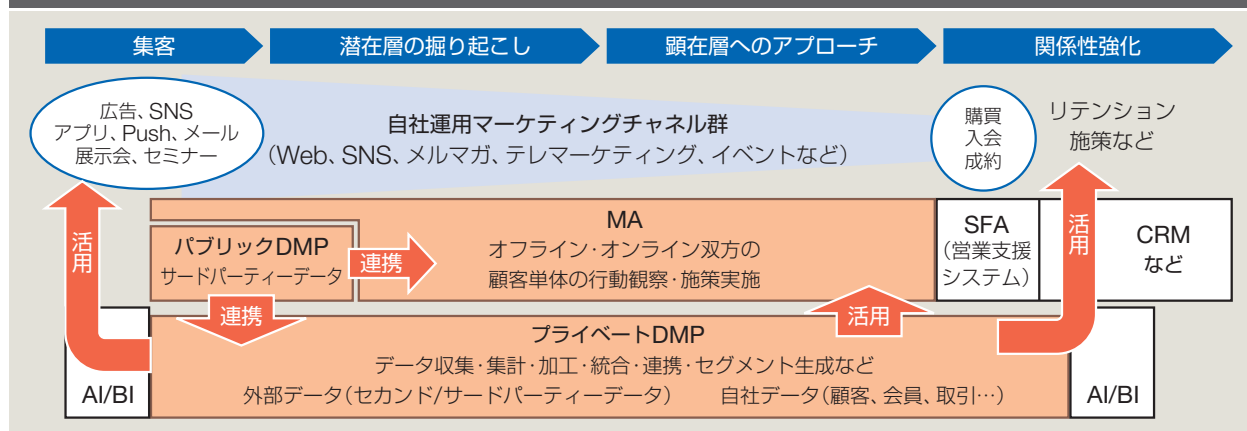 集客
潜在層の掘り起こし
顕在層へのアプローチ
関係性強化
広告、SNS
アプリ、Push、メール
展示会、セミナー
自社運用マーケティングチャネル群
（Web、SNS、メルマガ、テレマーケティング、イベントなど）
購買
入会
成約
リテンション
施策など
活用
パブリックDMP
サードパーティーデータ
連携
MA
オフライン・オンライン双方の
顧客単体の行動観察・施策実施
SFA
（営業支援
システム）
活用
CRM
など
連携
活用
AI/BI
プライベートDMP
データ収集・集計・加工・統合・連携・セグメント生成など
外部データ（セカンド/サードパーティーデータ）　自社データ（顧客、会員、取引…）
AI/BI